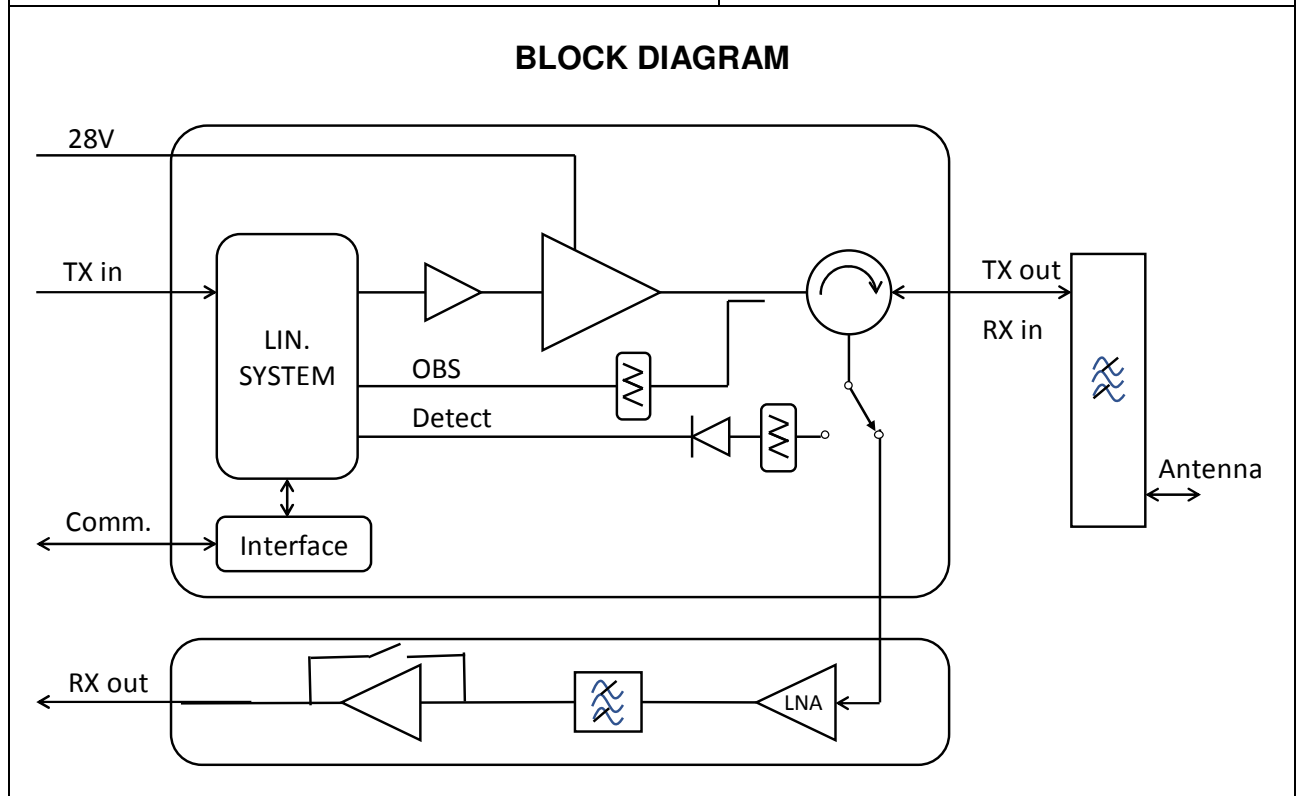 BLOCK DIAGRAM
28V
TX in
TX out
LIN.
SYSTEM
RX in
OBS
Detect
Antenna
Comm.
Interface
RX out
LNA